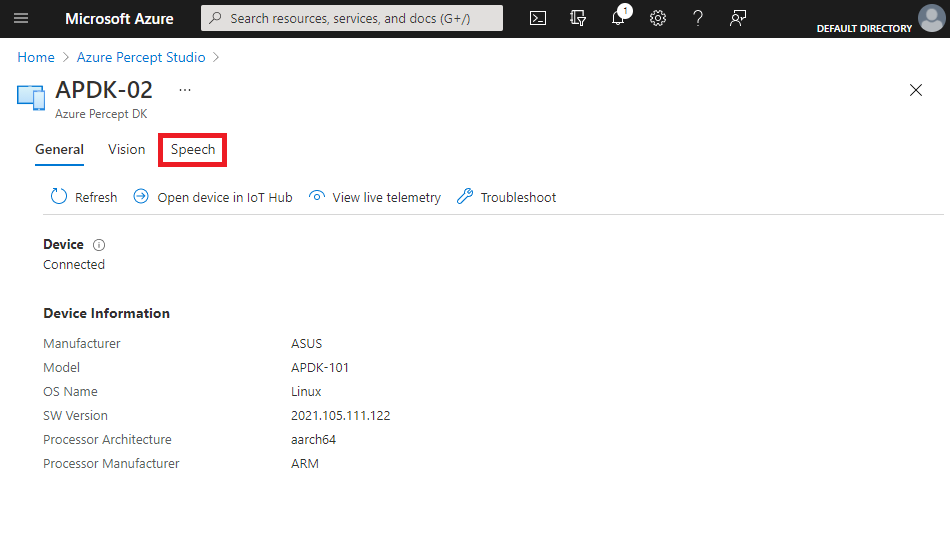 Microsoft Azure
Search resources, services, and docs (G+/)
1
DEFAULT DIRECTORY
Home > Azure Percept Studio >
APDK-02 ...
Azure Percept DK
General Vision Speech
Refresh Open device in IoT Hub View live telemetry Troubleshoot
Device
Connected
Device Information
Manufacturer ASUS
Model APDK-101
OS Name Linux
SW Version 2021.105.111.122
Processor Architecture aarch64
Processor Manufacturer ARM